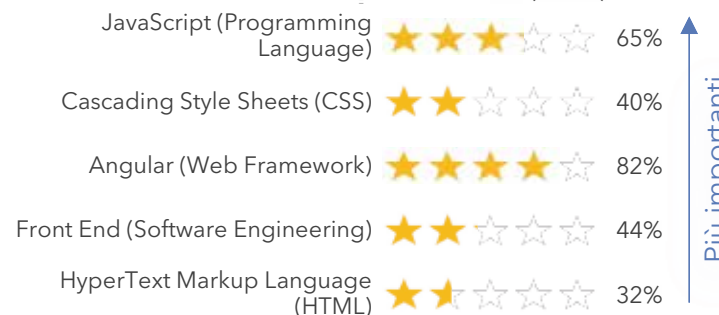 JavaScript (Programming
Language)
65%
Cascading Style Sheets (CSS)
40%
Angular (Web Framework)
82%
Front End (Software Engineering)
44%
HyperText Markup Language
(HTML)
32%
Più importanti